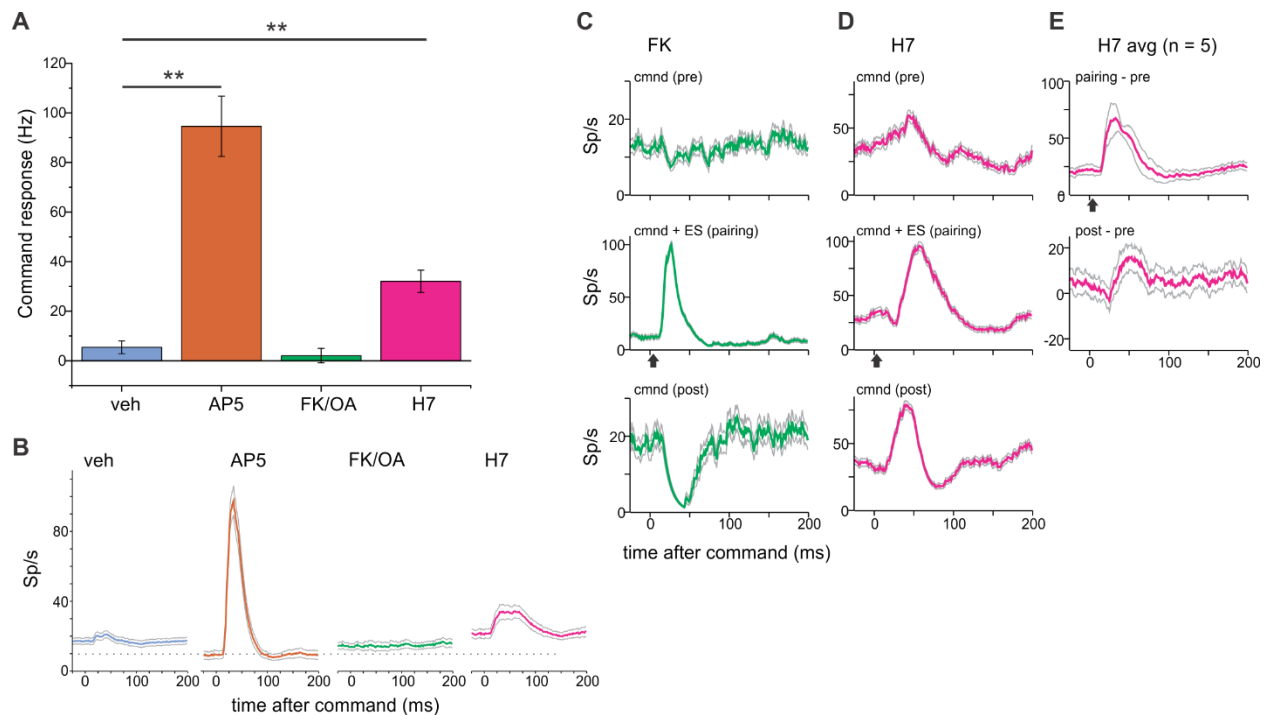 A
**
**
Command response (Hz)
120
100
80
60
40
20
0
veh AP5 FK/OA H7
B
veh AP5 FK/OA H7
Sp/s
80
40
0
0 100 200 0 100 200 0 100 200 0 100 200
time after command (ms)
C
FK
cmnd (pre)
Sp/s
20
0
cmnd + ES (pairing)
Sp/s
100
50
0
cmnd (post)
Sp/s
20
0
0 100 200
time after command (ms)
D
H7
cmnd (pre)
50
0
cmnd + ES (pairing)
100
50
0
cmnd (post)
50
0
0 100 200
E
H7 avg (n = 5)
pairing - pre
100
50
0
post - pre
20
0
-20
0 100 200